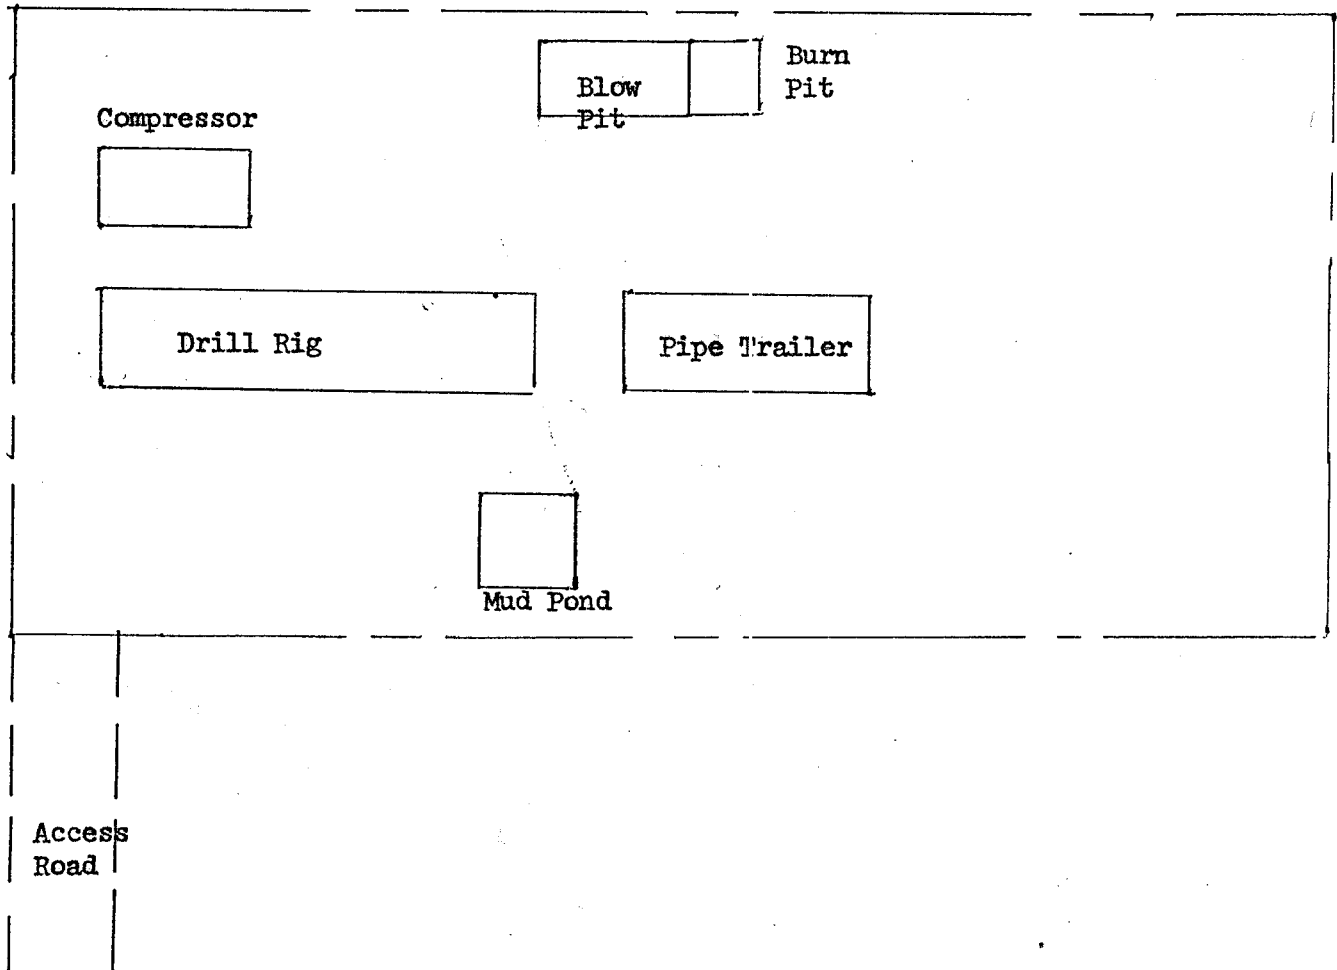 Burn
Pit
Blow
Pit
Compressor
Drill Rig
Pipe Trailer
Mud Pond
Access
Road